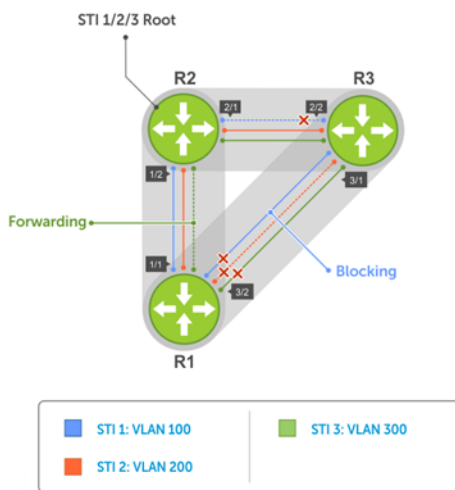 STI 1/2/3 Root
R2
R3
2/1
2/2
1/2
3/1
Forwarding
1/1
Blocking
3/2
R1
STI 1: VLAN 100
STI 3: VLAN 300
STI 2: VLAN 200